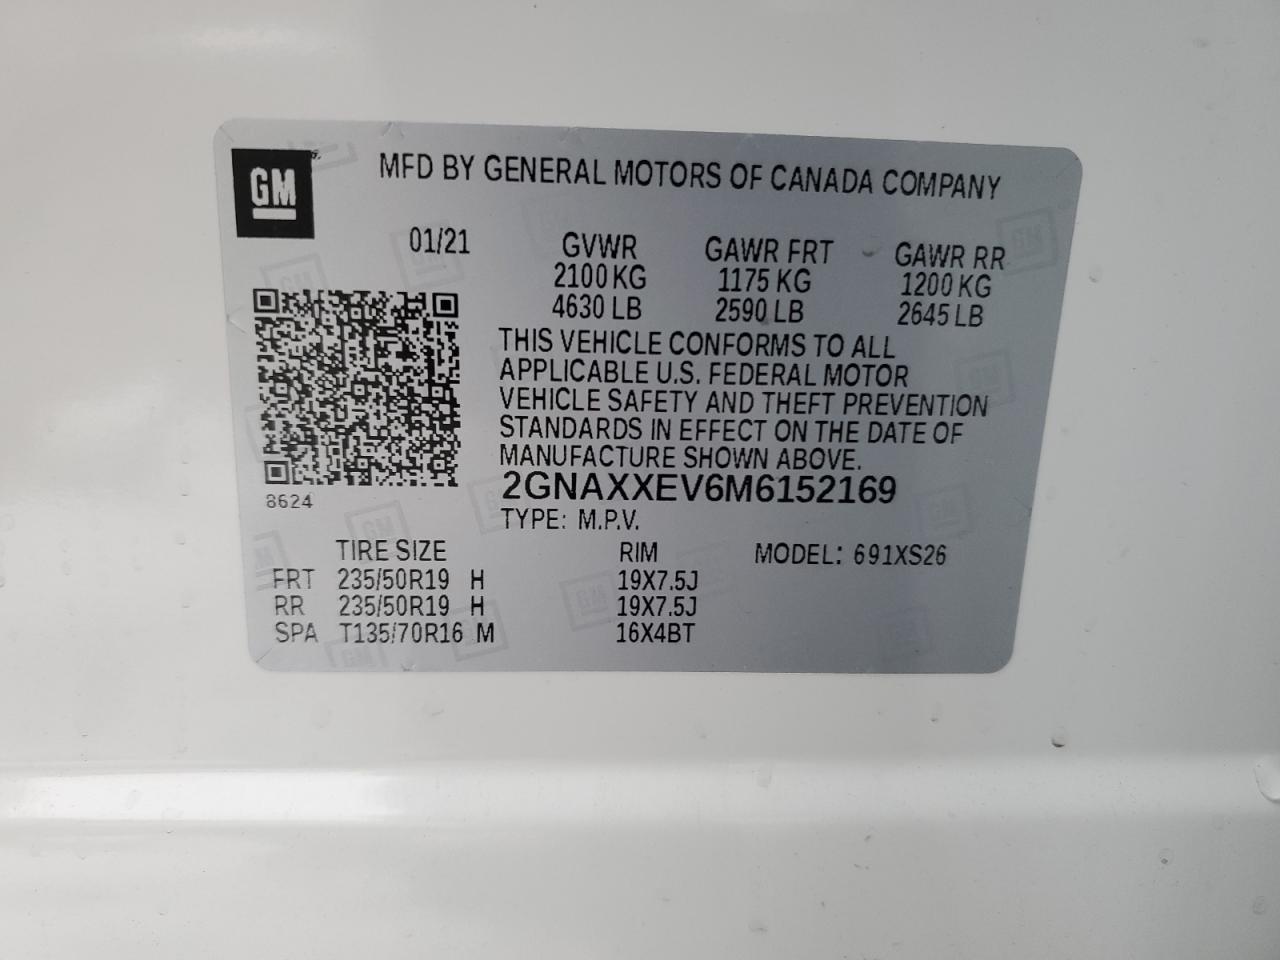 GM
MFD BY GENERAL MOTORS OF CANADA COMPANY
01/21 GVWR GAWR FRT GAWR RR
2100 KG 1175 KG 1200 KG
4630 LB 2590 LB 2645 LB
THIS VEHICLE CONFORMS TO ALL
APPLICABLE U.S. FEDERAL MOTOR
VEHICLE SAFETY AND THEFT PREVENTION
STANDARDS IN EFFECT ON THE DATE OF
MANUFACTURE SHOWN ABOVE.
2GNAXXEV6M6152169
8624
TYPE: M.P.V.
TIRE SIZE RIM MODEL: 691XS26
FRT 235/50R19 H 19X7.5J
RR 235/50R19 H 19X7.5J
SPA T135/70R16 M 16X4BT